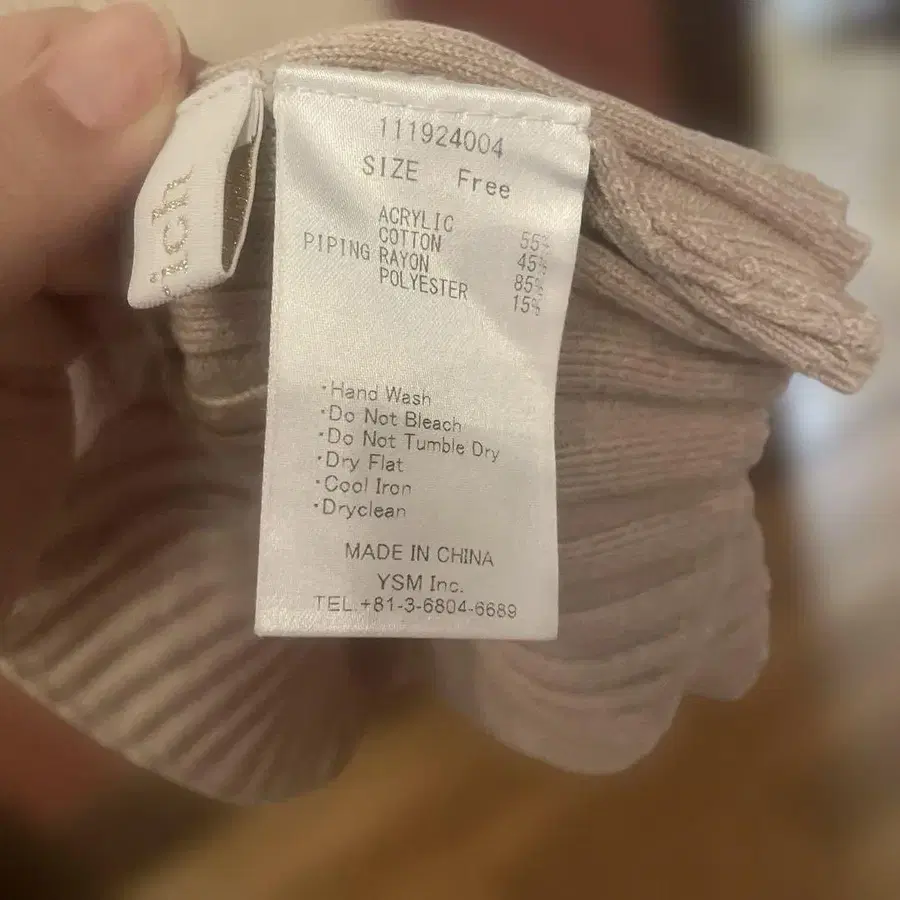 ich
111924004
SIZE Free
ACRYLIC 55%
COTTON 45%
PIPING RAYON 85%
POLYESTER 15%
・Hand Wash
・Do Not Bleach
・Do Not Tumble Dry
・Dry Flat
・Cool Iron
・Dryclean
MADE IN CHINA
YSM Inc.
TEL.+81-3-6804-6689